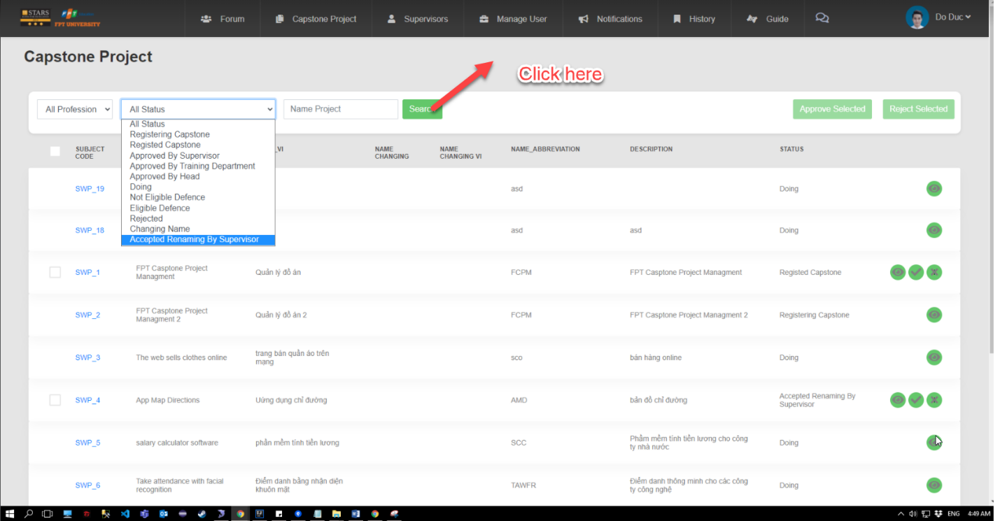 STARS
FPT UNIVERSITY
Forum
Capstone Project
Supervisors
Manage User
Notifications
History
Guide
Do Duc
Capstone Project
Click here
All Profession
All Status
Name Project
Search
Approve Selected
Reject Selected
All Status
Registering Capstone
Registed Capstone
Approved By Supervisor
Approved By Training Department
Approved By Head
Doing
Not Eligible Defence
Eligible Defence
Rejected
Changing Name
Accepted Renaming By Supervisor
SUBJECT
CODE
_VI
NAME
CHANGING
NAME
CHANGING VI
NAME_ABBREVIATION
DESCRIPTION
STATUS
SWP_19
asd
Doing
SWP_18
asd
asd
Doing
SWP_1
FPT Casptone Project
Managment
Quản lý đồ án
FCPM
FPT Casptone Project Managment
Registed Capstone
SWP_2
FPT Casptone Project
Managment 2
Quản lý đồ án 2
FCPM
FPT Casptone Project Managment 2
Registering Capstone
SWP_3
The web sells clothes online
trang bán quần áo trên
mạng
sco
bán hàng online
Doing
SWP_4
App Map Directions
Uứng dụng chỉ đường
AMD
bản đồ chỉ đường
Accepted Renaming By
Supervisor
SWP_5
salary calculator software
phần mềm tính tiền lương
SCC
Phầm mềm tính tiền lương cho công
ty nhà nước
Doing
SWP_6
Take attendance with facial
recognition
Điểm danh bằng nhận diện
khuôn mặt
TAWFR
Điểm danh thông minh cho các công
ty công nghệ
Doing
ENG
4:49 AM